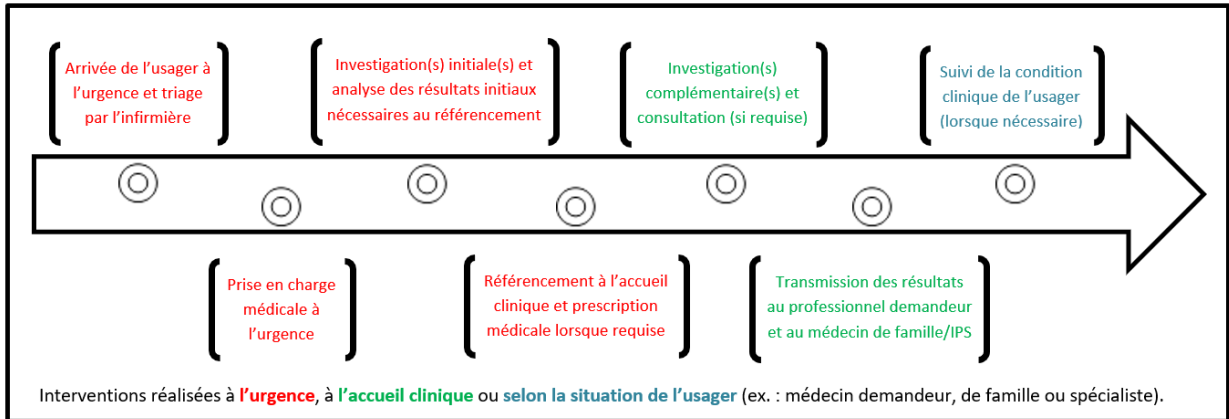 Arrivée de l'usager à
l'urgence et triage
par l'infirmière
Prise en charge
médicale à
l'urgence
Investigation(s) initiale(s) et
analyse des résultats initiaux
nécessaires au référencement
Référencement à l'accueil
clinique et prescription
médicale lorsque requise
Investigation(s)
complémentaire(s) et
consultation (si requise)
Transmission des résultats
au professionnel demandeur
et au médecin de famille/IPS
Suivi de la condition
clinique de l'usager
(lorsque nécessaire)
Interventions réalisées à l'urgence, à l'accueil clinique ou selon la situation de l'usager (ex. : médecin demandeur, de famille ou spécialiste).